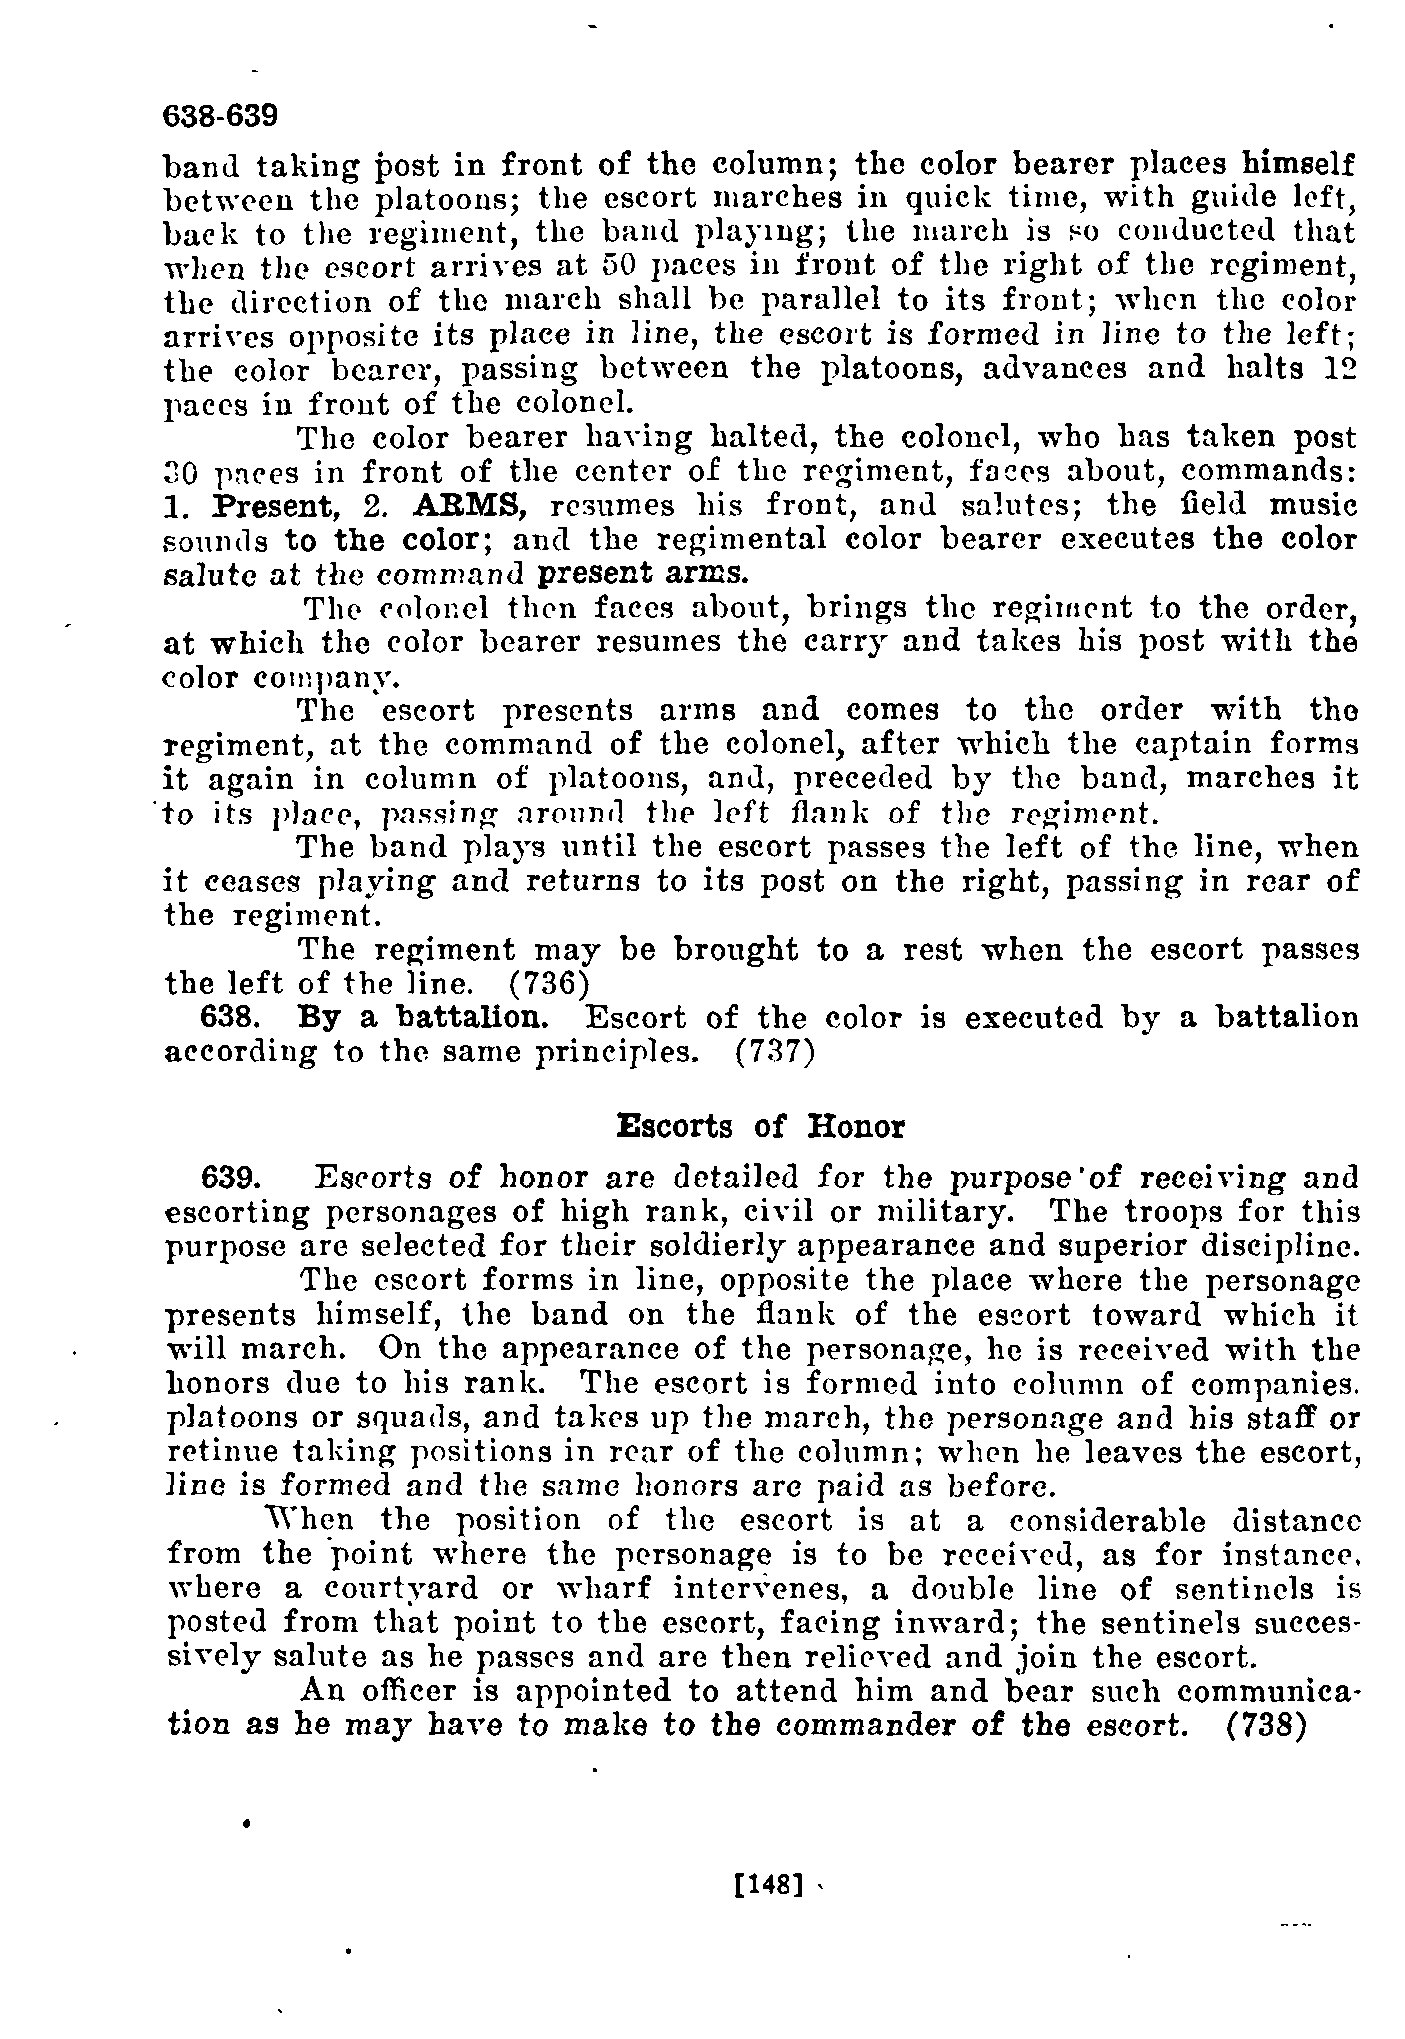 638-639
band taking post in front of the column; the color bearer places himself
between the platoons; the escort marches in quick time, with guide left,
back to the regiment, the band playing; the march is so conducted that
when the escort arrives at 50 paces in front of the right of the regiment,
the direction of the march shall be parallel to its front; when the color
arrives opposite its place in line, the escort is formed in line to the left;
the color bearer, passing between the platoons, advances and halts 12
paces in front of the colonel.
The color bearer having halted, the colonel, who has taken post
30 paces in front of the center of the regiment, faces about, commands:
1. Present, 2. ARMS, resumes his front, and salutes; the field music
sounds to the color; and the regimental color bearer executes the color
salute at the command present arms.
The colonel then faces about, brings the regiment to the order,
at which the color bearer resumes the carry and takes his post with the
color company.
The escort presents arms and comes to the order with the
regiment, at the command of the colonel, after which the captain forms
it again in column of platoons, and, preceded by the band, marches it
to its place, passing around the left flank of the regiment.
The band plays until the escort passes the left of the line, when
it ceases playing and returns to its post on the right, passing in rear of
the regiment.
The regiment may be brought to a rest when the escort passes
the left of the line. (736)
638. By a battalion. Escort of the color is executed by a battalion
according to the same principles. (737)
Escorts of Honor
639. Escorts of honor are detailed for the purpose of receiving and
escorting personages of high rank, civil or military. The troops for this
purpose are selected for their soldierly appearance and superior discipline.
The escort forms in line, opposite the place where the personage
presents himself, the band on the flank of the escort toward which it
will march. On the appearance of the personage, he is received with the
honors due to his rank. The escort is formed into column of companies.
platoons or squads, and takes up the march, the personage and his staff or
retinue taking positions in rear of the column; when he leaves the escort,
line is formed and the same honors are paid as before.
When the position of the escort is at a considerable distance
from the point where the personage is to be received, as for instance,
where a courtyard or wharf intervenes, a double line of sentinels is
posted from that point to the escort, facing inward; the sentinels succes-
sively salute as he passes and are then relieved and join the escort.
An officer is appointed to attend him and bear such communica-
tion as he may have to make to the commander of the escort. (738)
[148]